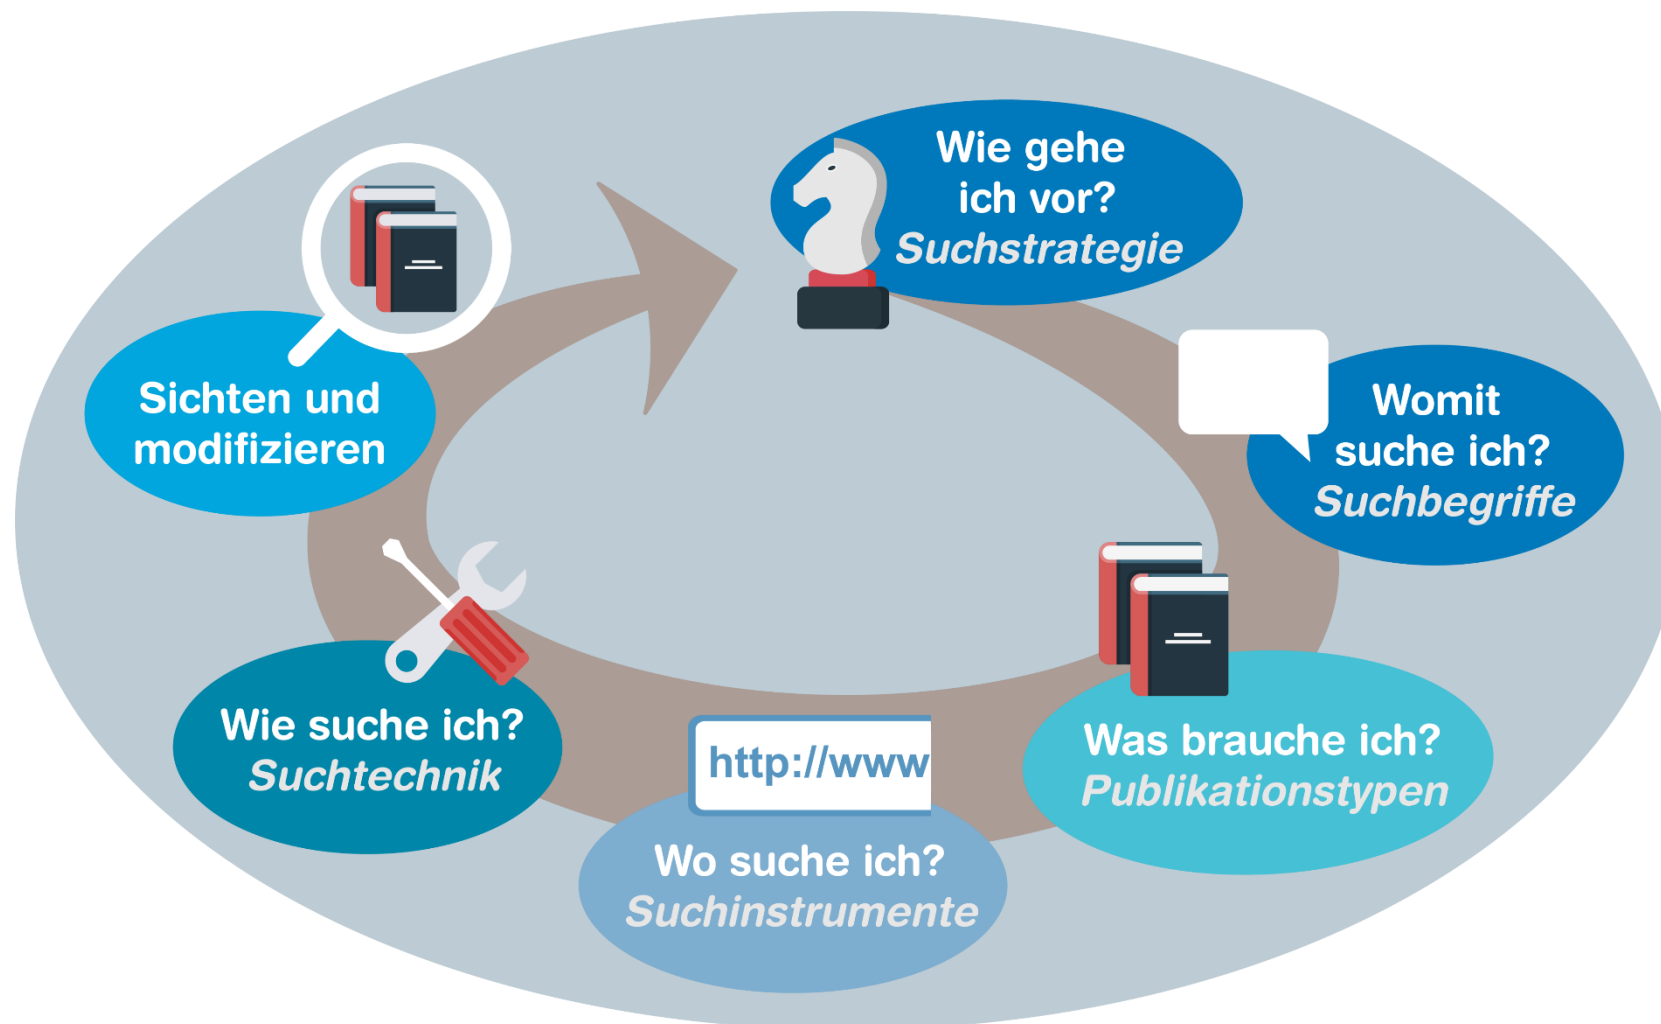 Wie gehe
ich vor?
Suchstrategie
Womit
suche ich?
Suchbegriffe
Was brauche ich?
Publikationstypen
http://www
Wo suche ich?
Suchinstrumente
Wie suche ich?
Suchtechnik
Sichten und
modifizieren